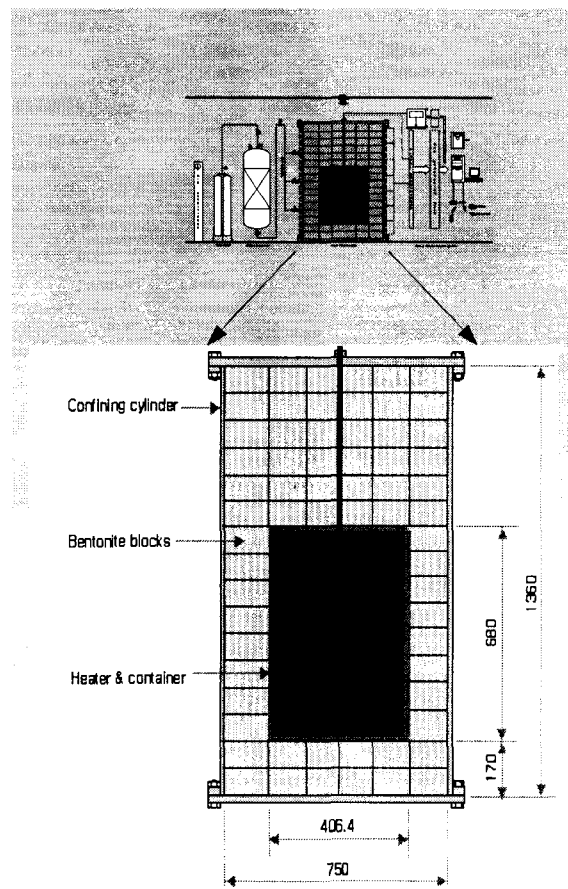 Confining cylinder
Bentonite blocks
Heater & container
1360
680
170
406.4
750